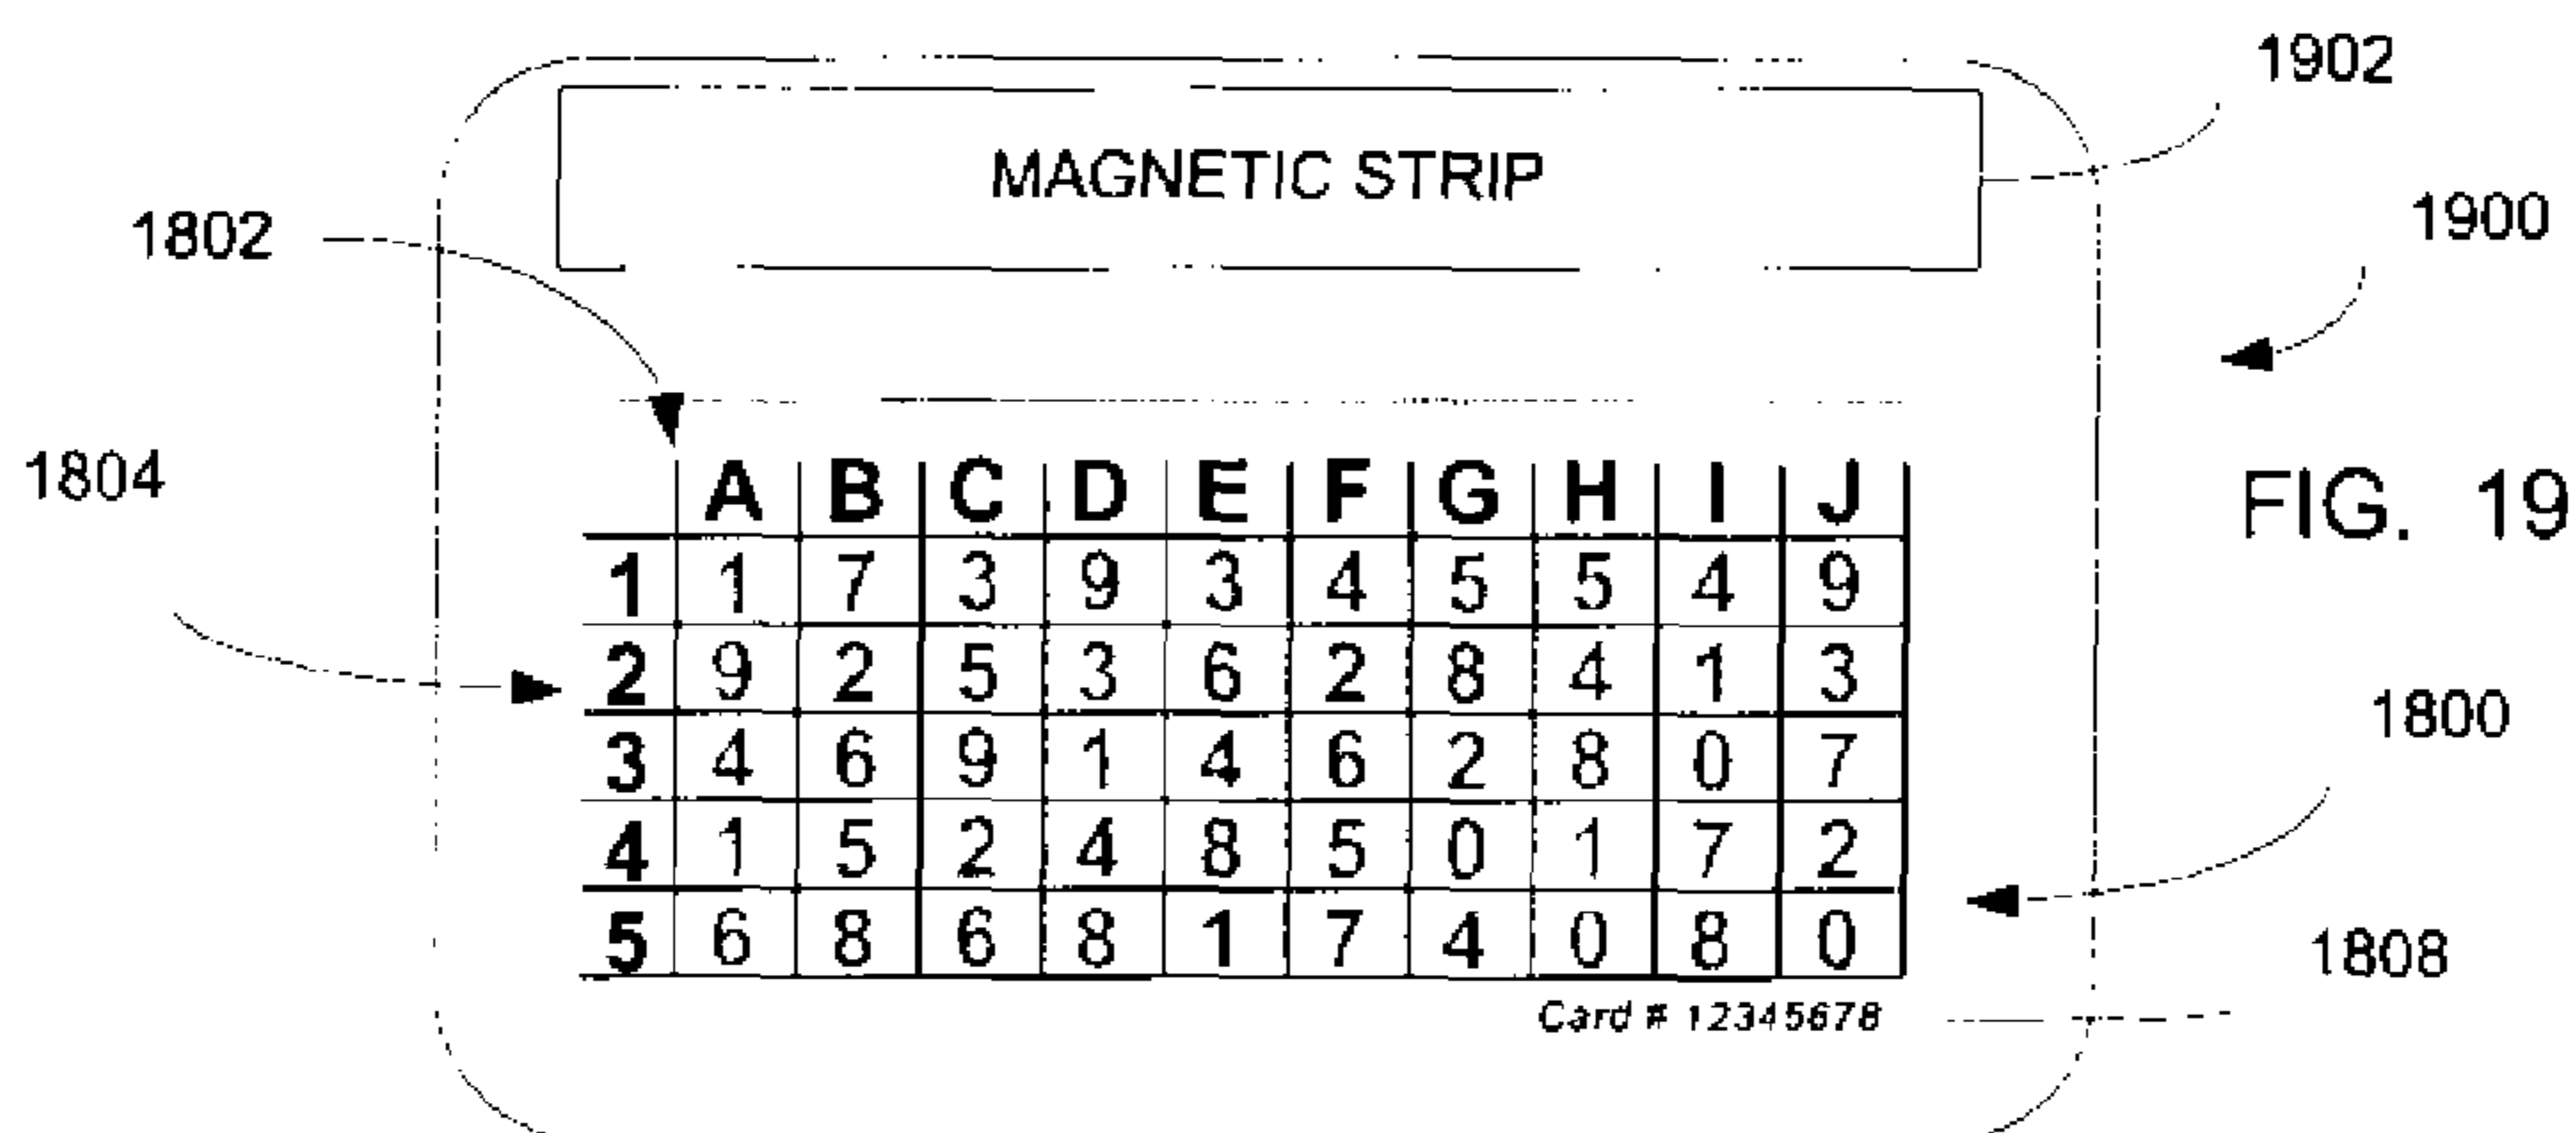 1902
MAGNETIC STRIP
1900
1802
1804
A B C D E F G H I J
FIG. 19
1 1 7 3 9 3 4 5 5 4 9
2 9 2 5 3 6 2 8 4 1 3
1800
3 4 6 9 1 4 6 2 8 0 7
4 1 5 2 4 8 5 0 1 7 2
5 6 8 6 8 1 7 4 0 8 0
1808
Card # 12345678